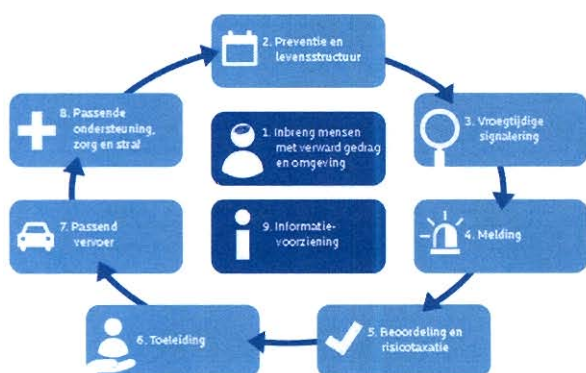 2. Preventie en
levensstructuur
8. Passende
ondersteuning,
zorg en straf
1. Inbreng mensen
met verward gedrag
en omgeving
3. Vroegtijdige
signalering
7. Passend
vervoer
9. Informatie-
voorziening
4. Melding
6. Toeleiding
5. Beoordeling en
risicotaxatie